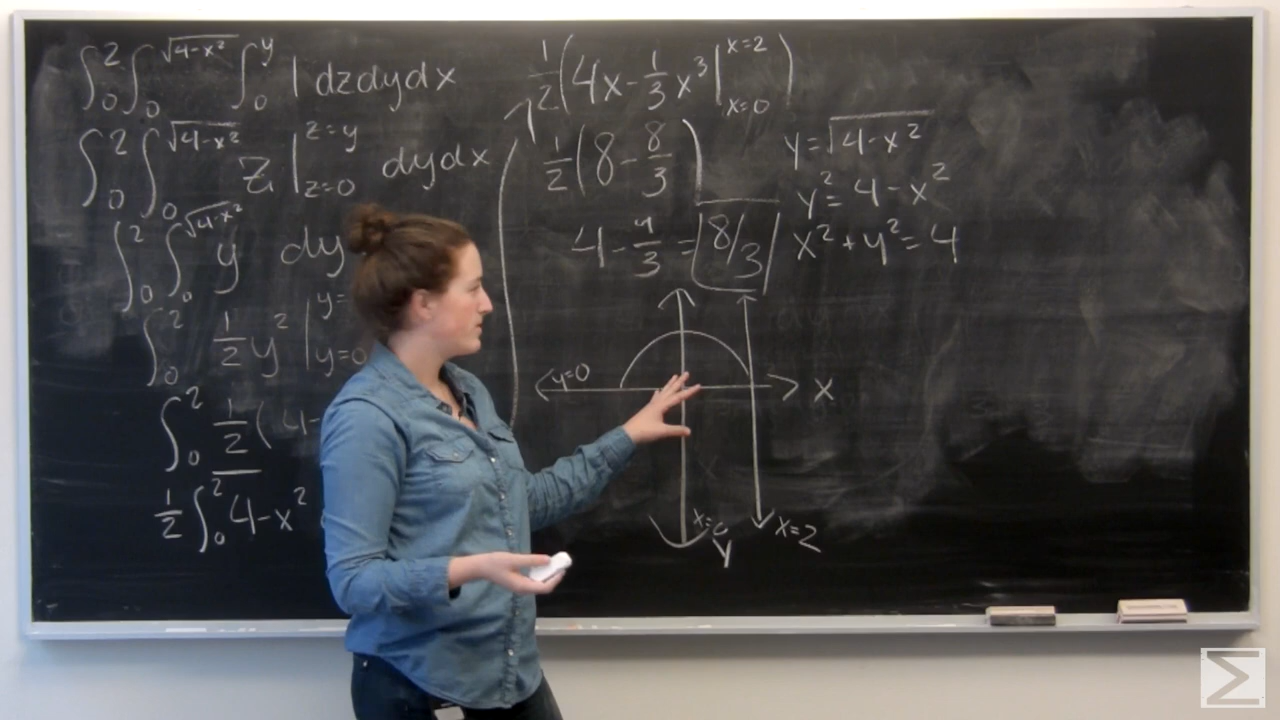 ∫₀² ∫₀^√(4-x²) ∫₀^y 1 dzdydx
∫₀² ∫₀^√(4-x²) z |_{z=0}^{z=y} dydx
∫₀² ∫₀^√(4-x²) y dy
∫₀² 1/2 y² |_{y=0}^{y=
∫₀² 1/2 (4-
1/2 ∫₀² 4-x²
1/2 (4x - 1/3 x³ |_{x=0}^{x=2})
1/2 (8 - 8/3)
4 - 4/3 = 8/3
y = √(4-x²)
y² = 4-x²
x² + y² = 4
y=0
x
x=0
y
x=2
Σ